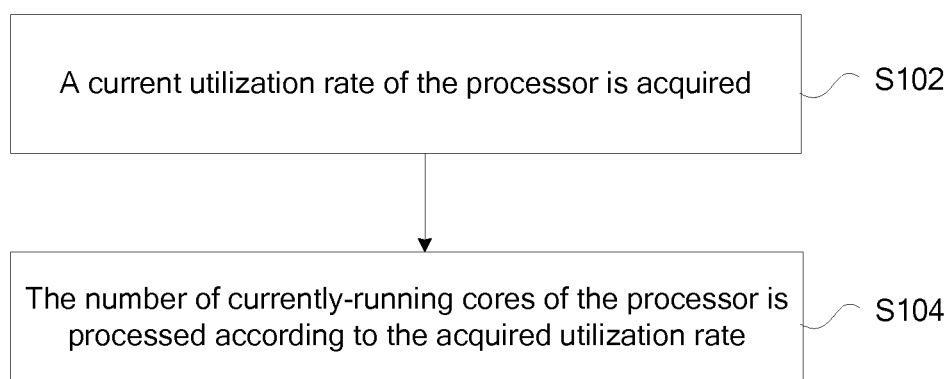 A current utilization rate of the processor is acquired
S102
The number of currently-running cores of the processor is
processed according to the acquired utilization rate
S104